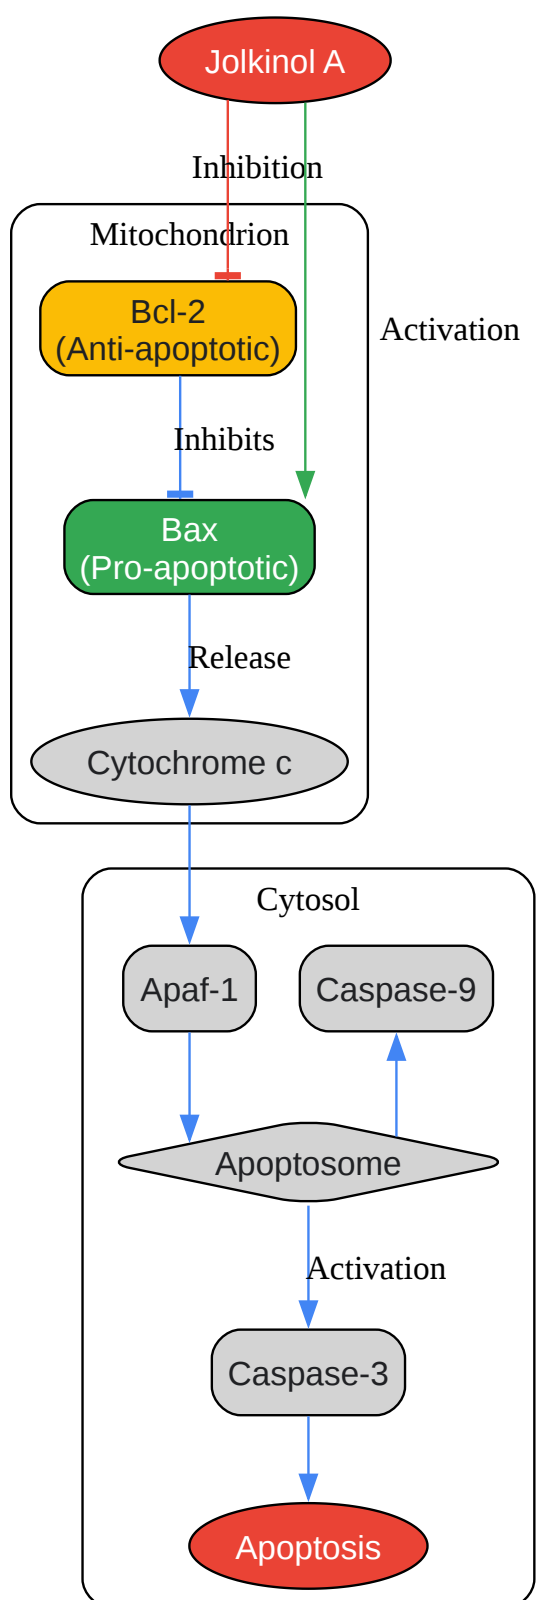 Jolkinol A
Inhibition
Mitochondrion
Bcl-2
(Anti-apoptotic)
Activation
Inhibits
Bax
(Pro-apoptotic)
Release
Cytochrome c
Cytosol
Apaf-1
Caspase-9
Apoptosome
Activation
Caspase-3
Apoptosis